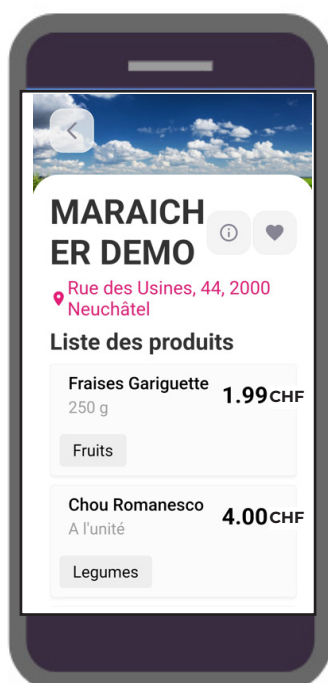 MARAICH
ER DEMO
Rue des Usines, 44, 2000
Neuchâtel
Liste des produits
Fraises Gariguette
1.99CHF
250 g
Fruits
Chou Romanesco
4.00CHF
A l'unité
Legumes